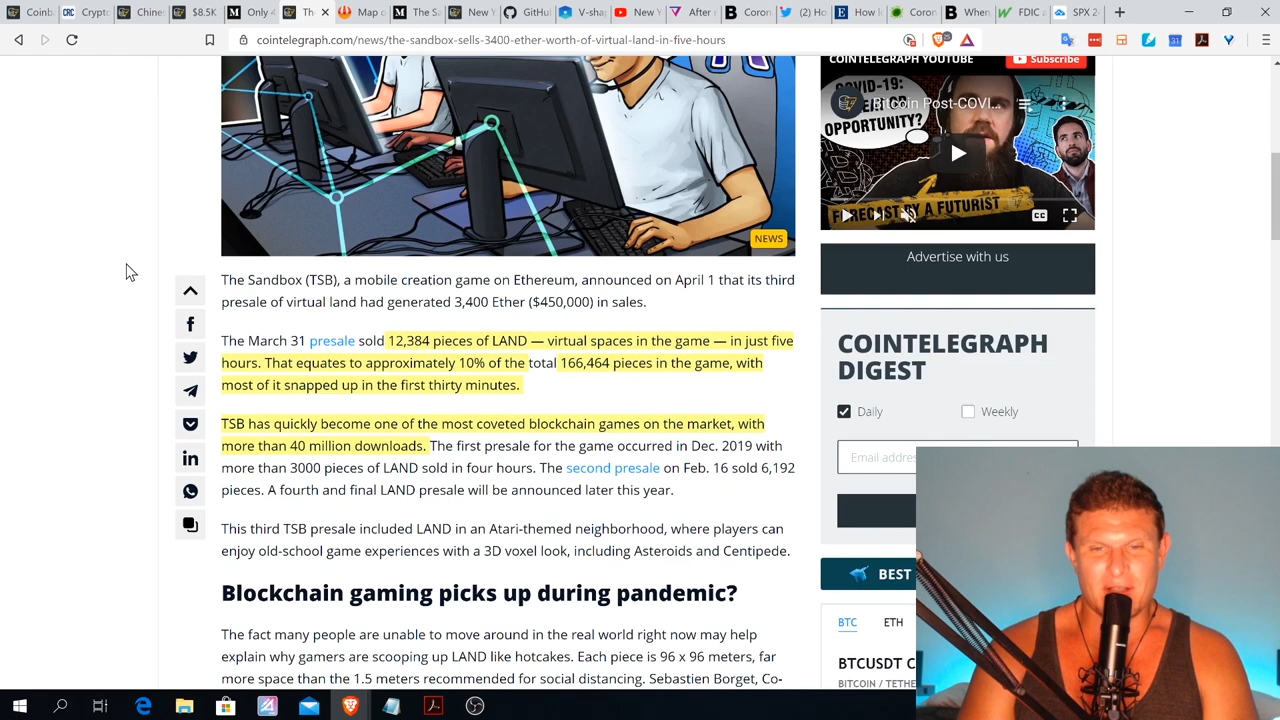 Coinb
Crypt
Chines
$8.5K
Only 4
The
Map c
The Sa
New Y
GitHu
V-sha
New Y
After
Coron
(2) Ho
How l
Coron
When
FDIC a
SPX 2
cointelegraph.com/news/the-sandbox-sells-3400-ether-worth-of-virtual-land-in-five-hours
NEWS
The Sandbox (TSB), a mobile creation game on Ethereum, announced on April 1 that its third
presale of virtual land had generated 3,400 Ether ($450,000) in sales.
The March 31 presale sold 12,384 pieces of LAND — virtual spaces in the game — in just five
hours. That equates to approximately 10% of the total 166,464 pieces in the game, with
most of it snapped up in the first thirty minutes.
TSB has quickly become one of the most coveted blockchain games on the market, with
more than 40 million downloads. The first presale for the game occurred in Dec. 2019 with
more than 3000 pieces of LAND sold in four hours. The second presale on Feb. 16 sold 6,192
pieces. A fourth and final LAND presale will be announced later this year.
This third TSB presale included LAND in an Atari-themed neighborhood, where players can
enjoy old-school game experiences with a 3D voxel look, including Asteroids and Centipede.
Blockchain gaming picks up during pandemic?
The fact many people are unable to move around in the real world right now may help
explain why gamers are scooping up LAND like hotcakes. Each piece is 96 x 96 meters, far
more space than the 1.5 meters recommended for social distancing. Sebastien Borget, Co-
COINTELEGRAPH YOUTUBE
Subscribe
COVID-19:
Bitcoin Post-COVI...
OPPORTUNITY?
FORECAST BY A FUTURIST
CC
Advertise with us
COINTELEGRAPH
DIGEST
Daily
Weekly
Email addre
BEST
BTC
ETH
BTCUSDT C
BITCOIN / TETHE